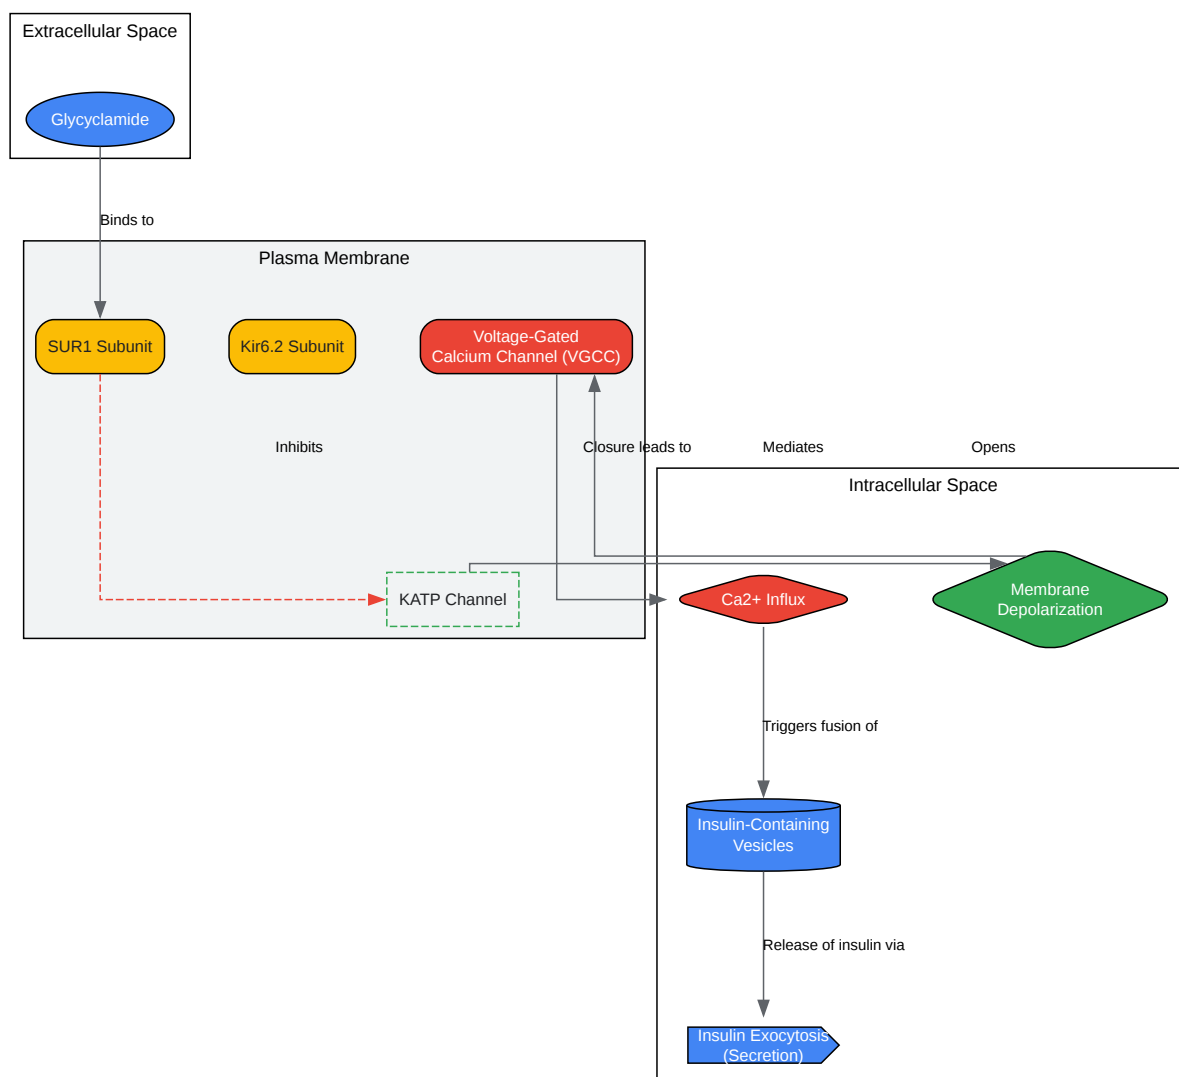 Extracellular Space
Glycyclamide
Binds to
Plasma Membrane
SUR1 Subunit
Kir6.2 Subunit
Voltage-Gated
Calcium Channel (VGCC)
Inhibits
Closure leads to
Mediates
Opens
Intracellular Space
KATP Channel
Ca2+ Influx
Membrane
Depolarization
Triggers fusion of
Insulin-Containing
Vesicles
Release of insulin via
Insulin Exocytosis
(Secretion)